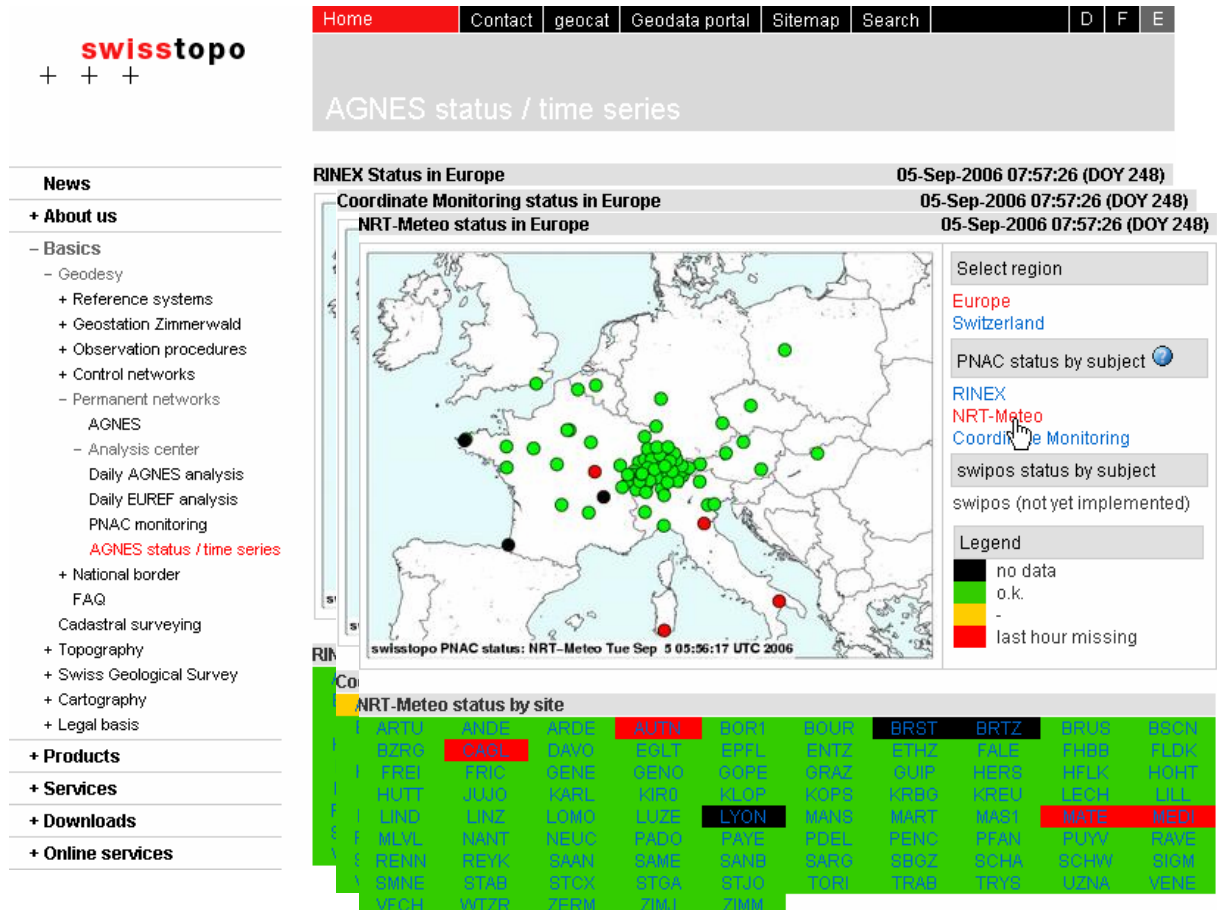 swisstopo
Home Contact geocat Geodata portal Sitemap Search D F E
AGNES status / time series
News
+ About us
– Basics
– Geodesy
+ Reference systems
+ Geostation Zimmerwald
+ Observation procedures
+ Control networks
– Permanent networks
AGNES
– Analysis center
Daily AGNES analysis
Daily EUREF analysis
PNAC monitoring
AGNES status / time series
+ National border
FAQ
Cadastral surveying
+ Topography
+ Swiss Geological Survey
+ Cartography
+ Legal basis
+ Products
+ Services
+ Downloads
+ Online services
RINEX Status in Europe 05-Sep-2006 07:57:26 (DOY 248)
Coordinate Monitoring status in Europe 05-Sep-2006 07:57:26 (DOY 248)
NRT-Meteo status in Europe 05-Sep-2006 07:57:26 (DOY 248)
swisstopo PNAC status: NRT–Meteo Tue Sep 5 05:56:17 UTC 2006
Select region
Europe
Switzerland
PNAC status by subject
RINEX
NRT-Meteo
Coordinate Monitoring
swipos status by subject
swipos (not yet implemented)
Legend
no data
o.k.
-
last hour missing
NRT-Meteo status by site
ARTU ANDE ARDE AUTN BOR1 BOUR BRST BRTZ BRUS BSCN
BZRG CAGL DAVO EGLT EPFL ENTZ ETHZ FALE FHBB FLDK
FREI FRIC GENE GENO GOPE GRAZ GUIP HERS HFLK HOHT
HUTT JUJO KARL KIR0 KLOP KOPS KRBG KREU LECH LILL
LIND LINZ LOMO LUZE LYON MANS MART MAS1 MATE MEDI
MLVL NANT NEUC PADO PAYE PDEL PENC PFAN PUYV RAVE
RENN REYK SAAN SAME SANB SARG SBGZ SCHA SCHW SIGM
SMNE STAB STCX STGA STJO TORI TRAB TRYS UZNA VENE
VFCH WTZR ZERM ZIMJ ZIMM